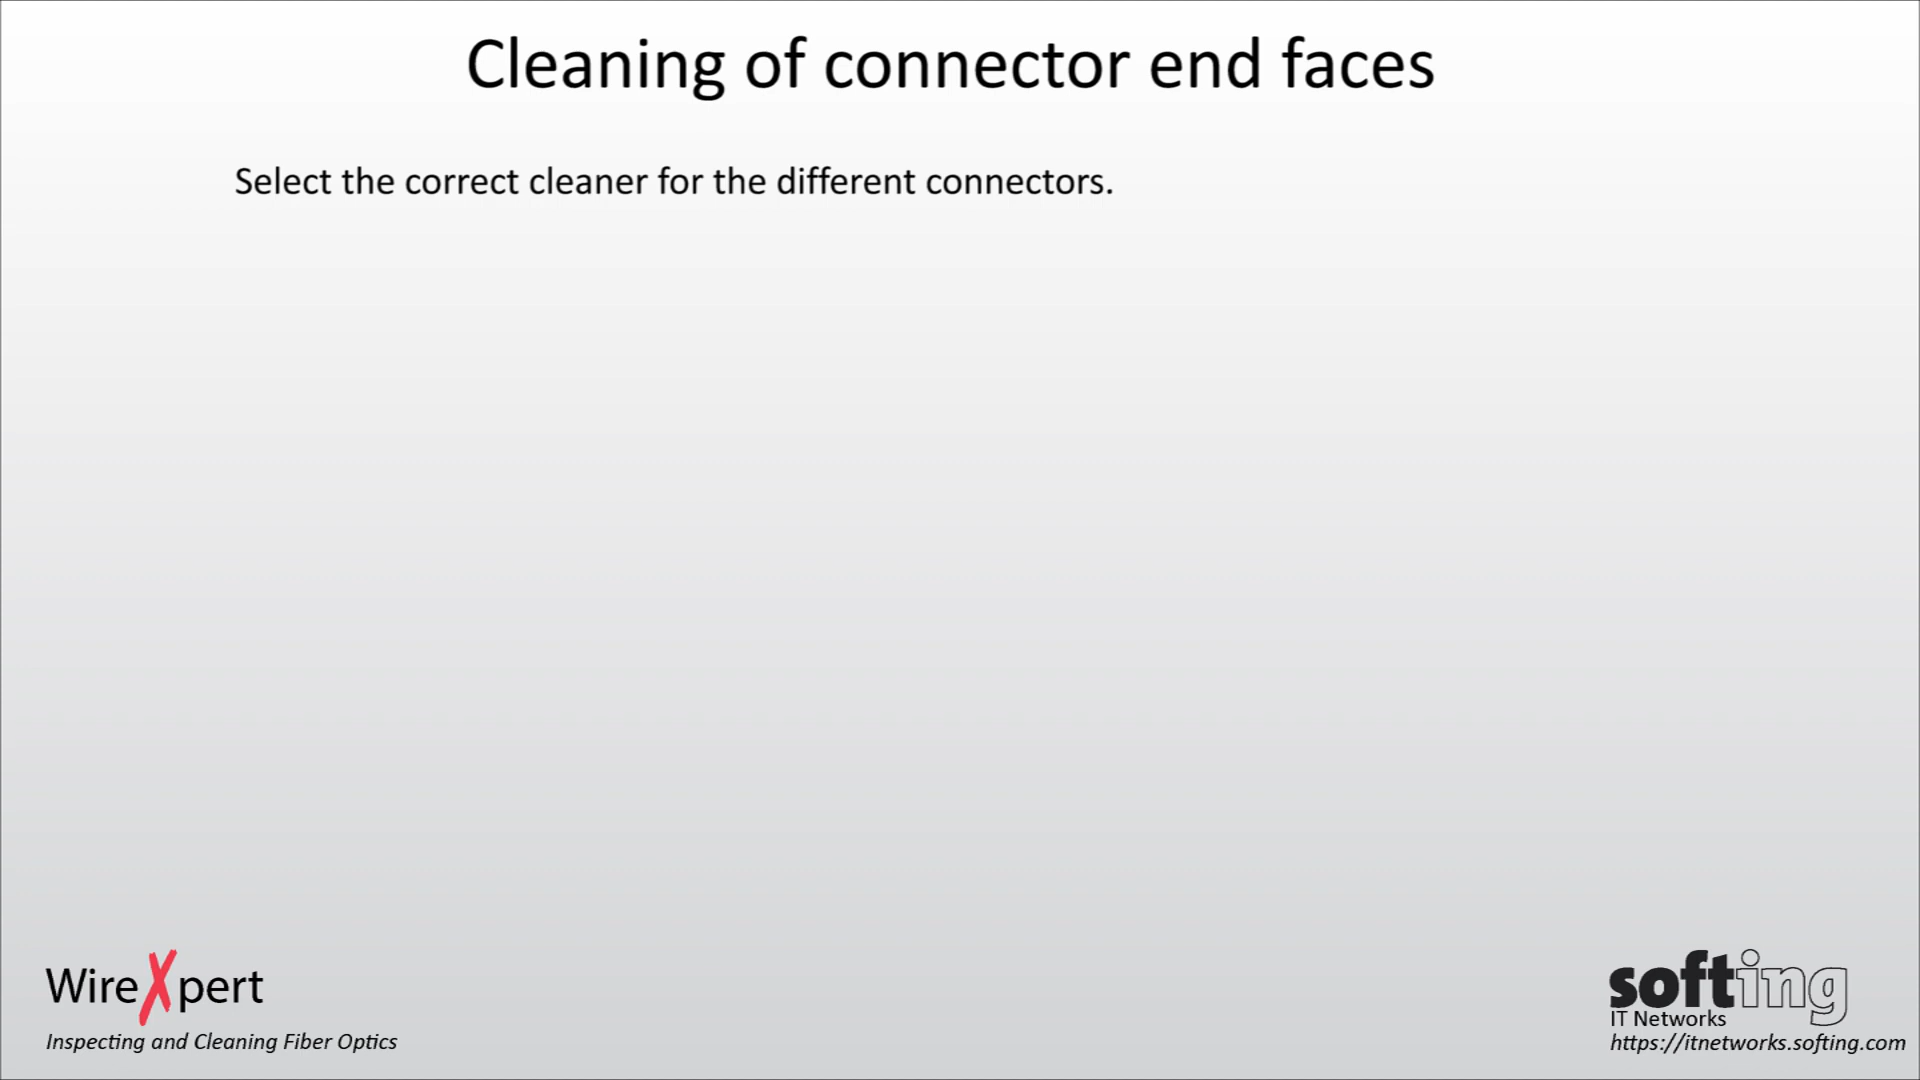 Cleaning of connector end faces
Select the correct cleaner for the different connectors.
WireXpert
Inspecting and Cleaning Fiber Optics
softing
IT Networks
https://itnetworks.softing.com